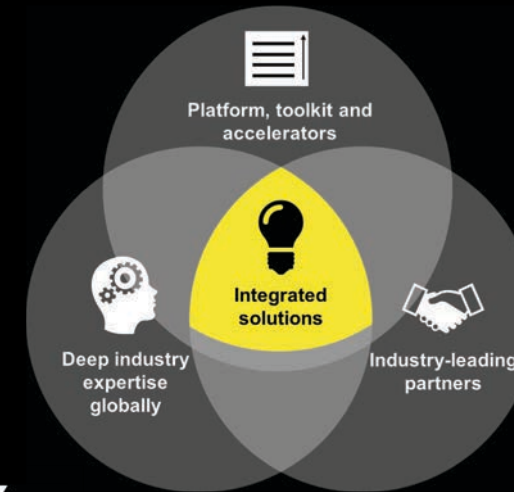 Platform, toolkit and
accelerators
Integrated
solutions
Deep industry
expertise
globally
Industry-leading
partners